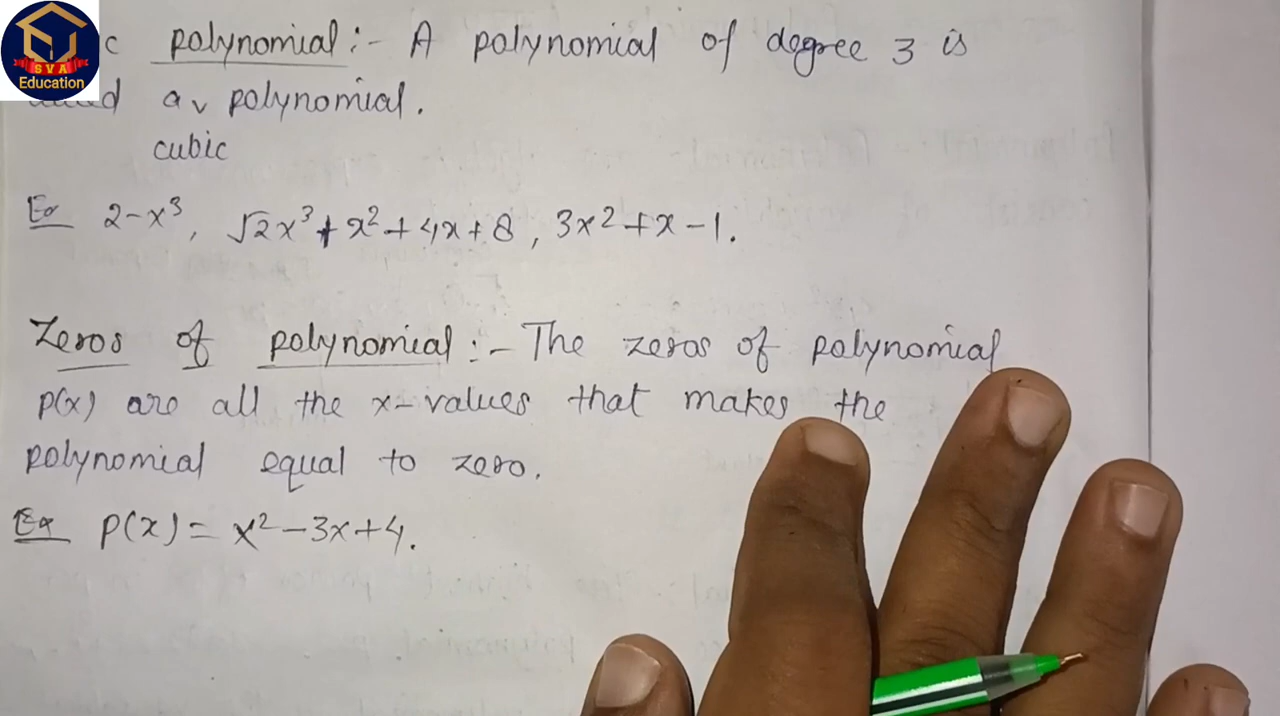 SVA
Education
c polynomial :- A polynomial of degree 3 is
a v polynomial.
cubic
Ex 2-x³, √2x³+x²+4x+8, 3x²+x-1.
Zeros of polynomial :- The zeros of polynomial
P(x) are all the x-values that makes the
polynomial equal to zero.
Ex P(x) = x²-3x+4.